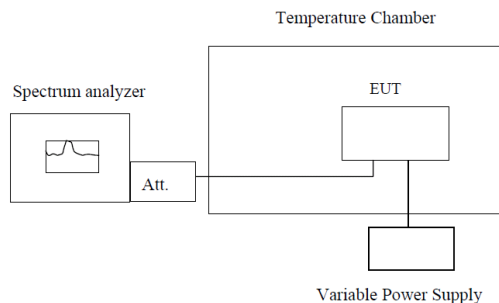 Temperature Chamber
Spectrum analyzer
EUT
Att.
Variable Power Supply